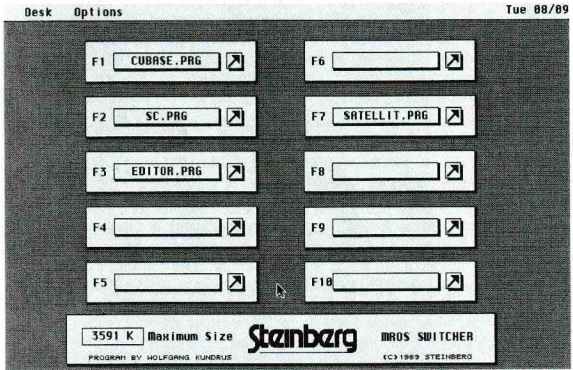 Desk Options Tue 08/09
F1 CUBASE.PRG
F6
F2 SC.PRG
F7 SATELLIT.PRG
F3 EDITOR.PRG
F8
F4
F9
F5
F10
3591 K Maximum Size Steinberg MROS SWITCHER
PROGRAM BY WOLFGANG KUNDRUS (C)1989 STEINBERG